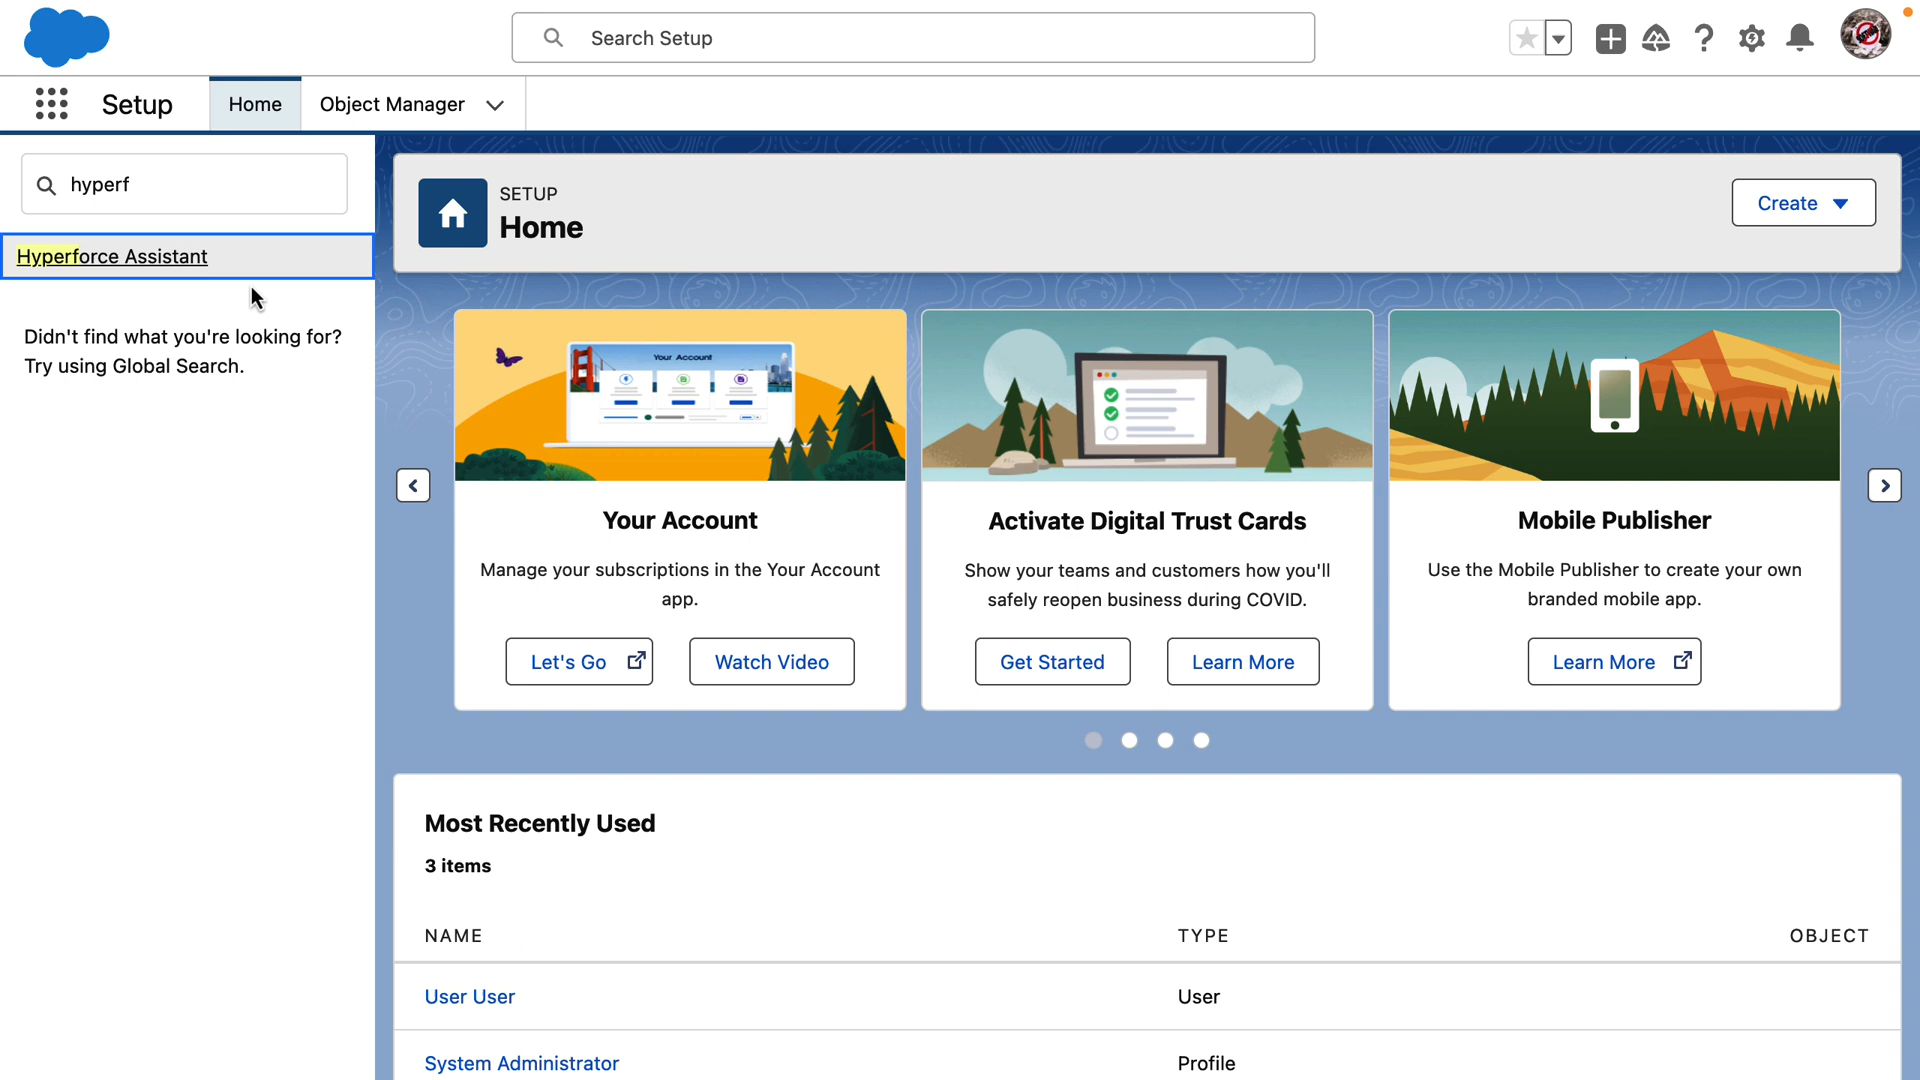 Search Setup
Setup
Home
Object Manager
hyperf
Hyperforce Assistant
Didn't find what you're looking for?
Try using Global Search.
SETUP
Home
Create
Your Account
Your Account
Manage your subscriptions in the Your Account
app.
Let's Go
Watch Video
Activate Digital Trust Cards
Show your teams and customers how you'll
safely reopen business during COVID.
Get Started
Learn More
Mobile Publisher
Use the Mobile Publisher to create your own
branded mobile app.
Learn More
Most Recently Used
3 items
NAME
TYPE
OBJECT
User User
User
System Administrator
Profile